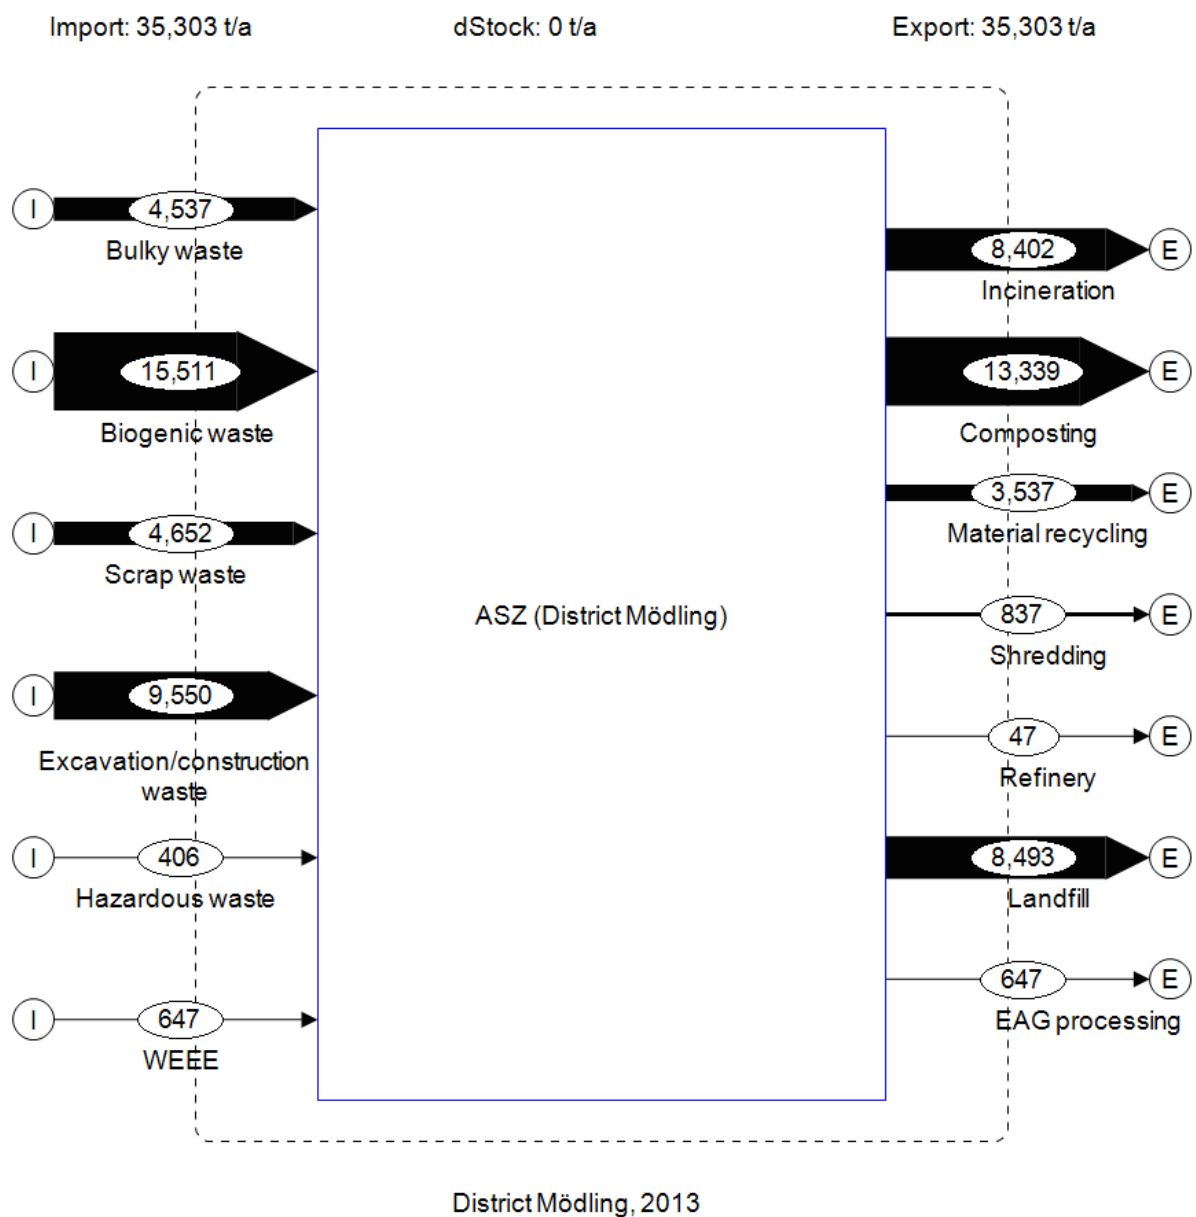 Import: 35,303 t/a
dStock: 0 t/a
Export: 35,303 t/a
I
4,537
Bulky waste
I
15,511
Biogenic waste
I
4,652
Scrap waste
I
9,550
Excavation/construction
waste
I
406
Hazardous waste
I
647
WEEE
ASZ (District Mödling)
8,402
E
Incineration
13,339
E
Composting
3,537
E
Material recycling
837
E
Shredding
47
E
Refinery
8,493
E
Landfill
647
E
EAG processing
District Mödling, 2013